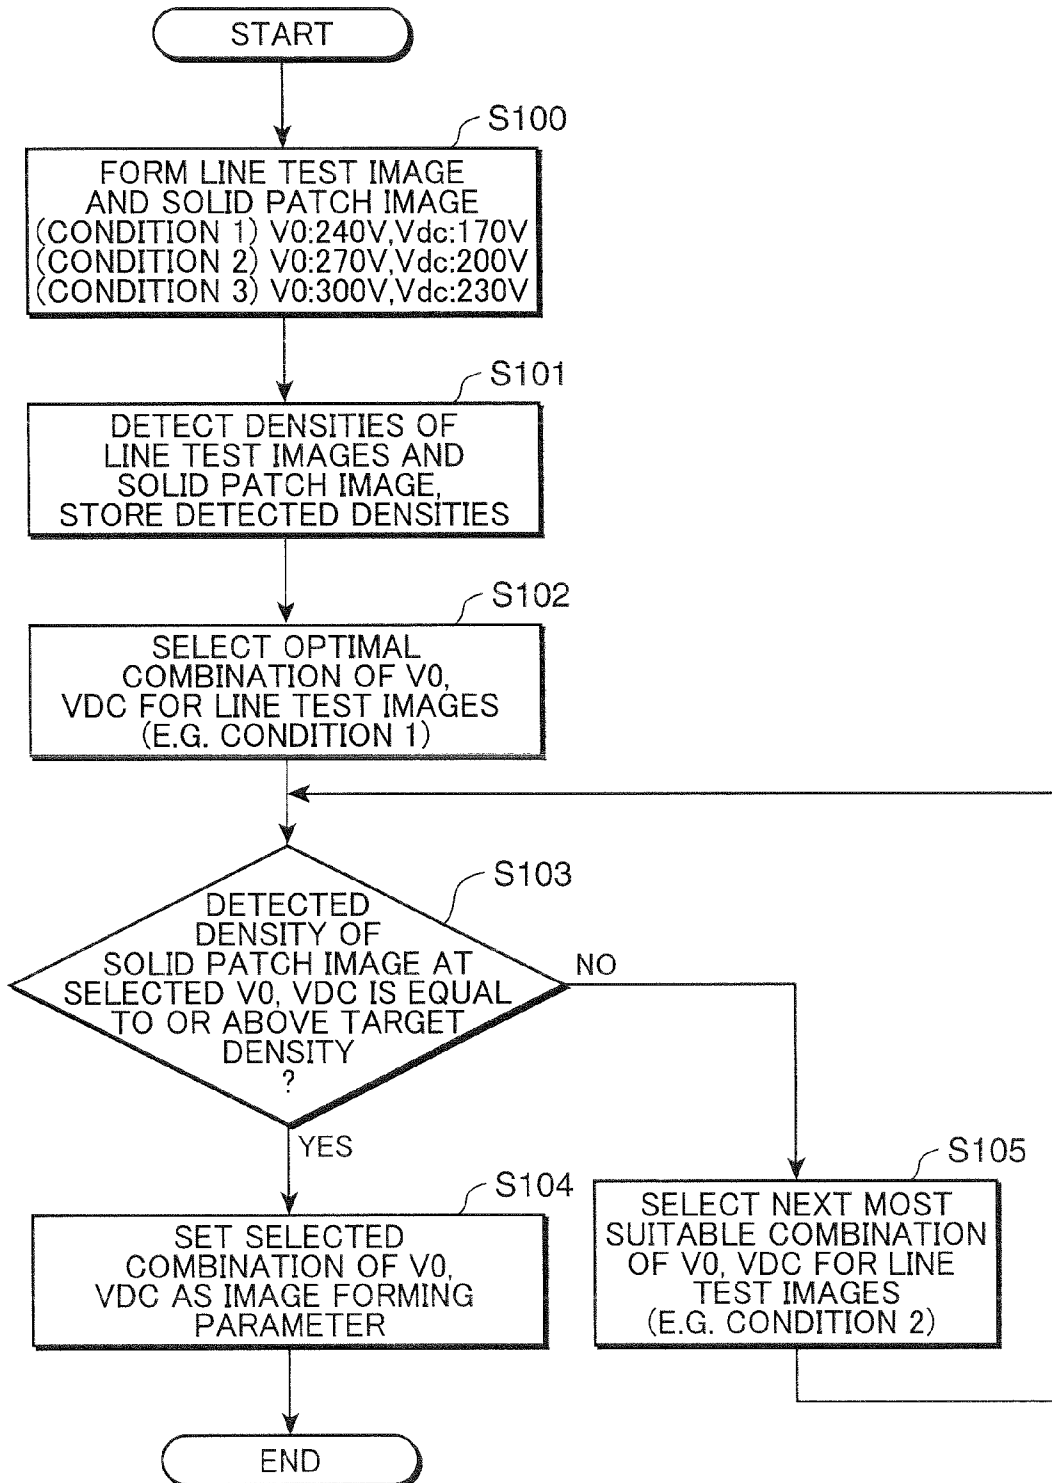 START
S100
FORM LINE TEST IMAGE
AND SOLID PATCH IMAGE
(CONDITION 1) V0:240V,Vdc:170V
(CONDITION 2) V0:270V,Vdc:200V
(CONDITION 3) V0:300V,Vdc:230V
S101
DETECT DENSITIES OF
LINE TEST IMAGES AND
SOLID PATCH IMAGE,
STORE DETECTED DENSITIES
S102
SELECT OPTIMAL
COMBINATION OF V0,
VDC FOR LINE TEST IMAGES
(E.G. CONDITION 1)
S103
DETECTED
DENSITY OF
SOLID PATCH IMAGE AT
SELECTED V0, VDC IS EQUAL
TO OR ABOVE TARGET
DENSITY
?
NO
YES
S104
SET SELECTED
COMBINATION OF V0,
VDC AS IMAGE FORMING
PARAMETER
S105
SELECT NEXT MOST
SUITABLE COMBINATION
OF V0, VDC FOR LINE
TEST IMAGES
(E.G. CONDITION 2)
END